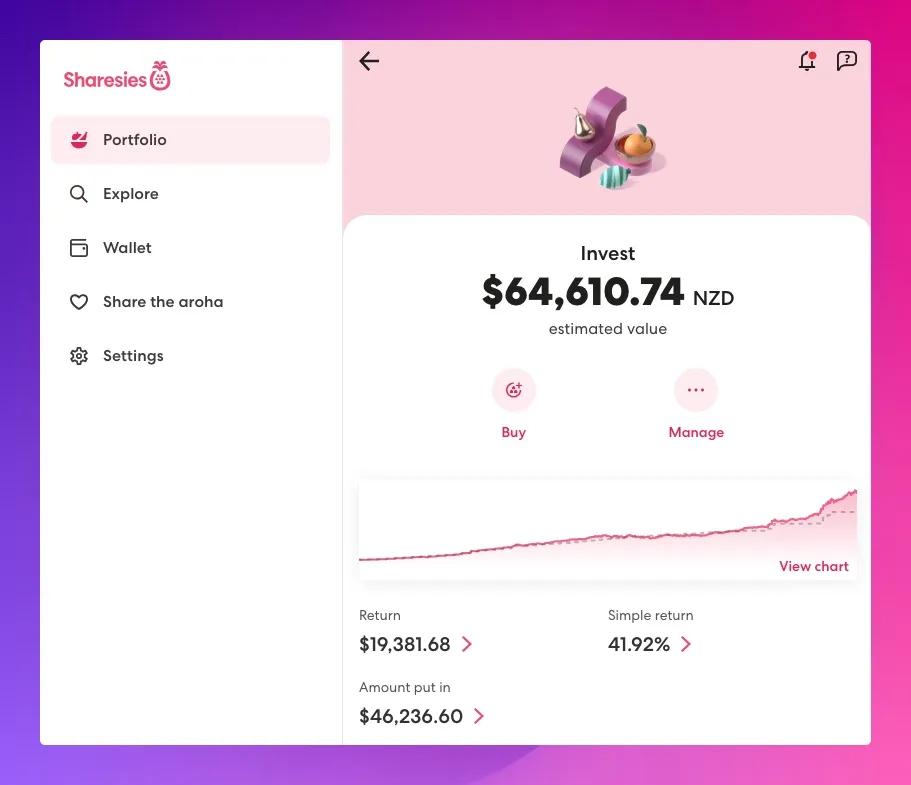 Sharesies
Portfolio
Explore
Wallet
Share the aroha
Settings
?
Invest
$64,610.74 NZD
estimated value
Buy
Manage
View chart
Return
$19,381.68
Simple return
41.92%
Amount put in
$46,236.60